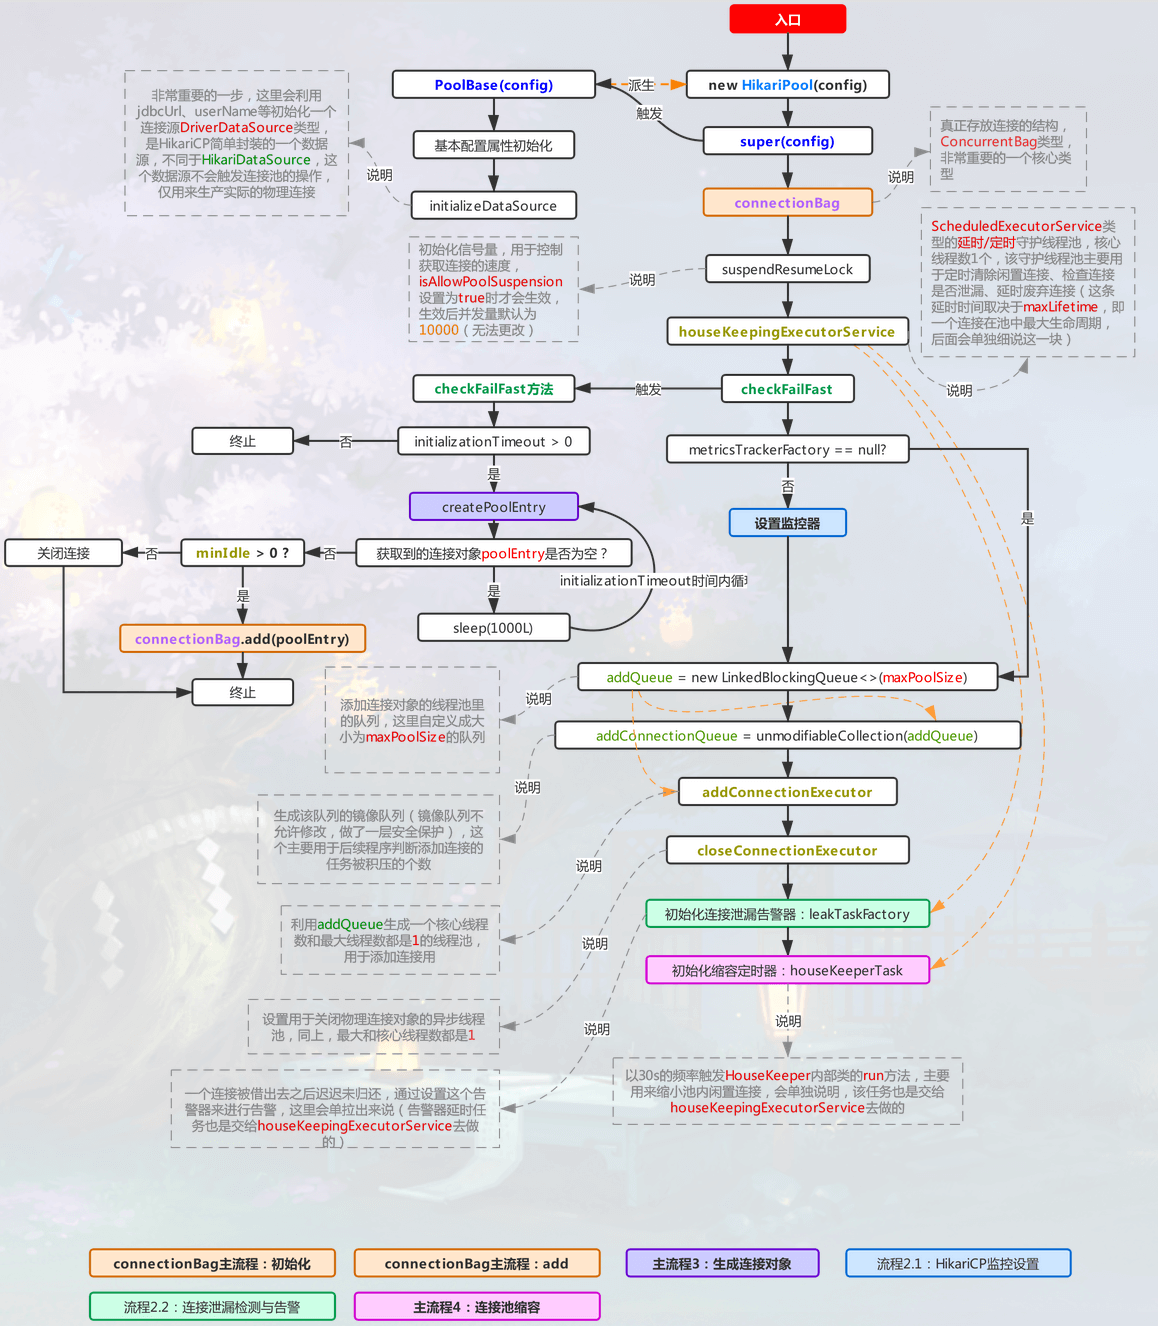 入口
PoolBase(config)
派生
new HikariPool(config)
触发
super(config)
基本配置属性初始化
initializeDataSource
说明
非常重要的一步，这里会利用
jdbcUrl、userName等初始化一个
连接源DriverDataSource类型，
是HikariCP简单封装的一个数据
源，不同于HikariDataSource，这
个数据源不会触发连接池的操作，
仅用来生产实际的物理连接
connectionBag
说明
真正存放连接的结构，
ConcurrentBag类型，
非常重要的一个核心类
型
suspendResumeLock
说明
初始化信号量，用于控制
获取连接的速度，
isAllowPoolSuspension
设置为true时才会生效，
生效后并发量默认为
10000（无法更改）
houseKeepingExecutorService
说明
ScheduledExecutorService类
型的延时/定时守护线程池，核心
线程数1个，该守护线程池主要用
于定时清除闲置连接、检查连接
是否泄漏、延时废弃连接（这条
延时时间取决于maxLifetime，即
一个连接在池中最大生命周期，
后面会单独细说这一块）
checkFailFast
触发
checkFailFast方法
initializationTimeout > 0
否
终止
是
createPoolEntry
获取到的连接对象poolEntry是否为空？
否
minIdle > 0 ?
否
关闭连接
是
connectionBag.add(poolEntry)
终止
是
sleep(1000L)
initializationTimeout时间内循
metricsTrackerFactory == null?
否
是
设置监控器
addQueue = new LinkedBlockingQueue<>(maxPoolSize)
说明
添加连接对象的线程池里
的队列，这里自定义成大
小为maxPoolSize的队列
addConnectionQueue = unmodifiableCollection(addQueue)
说明
生成该队列的镜像队列（镜像队列不
允许修改，做了一层安全保护），这
个主要用于后续程序判断添加连接的
任务被积压的个数
addConnectionExecutor
说明
利用addQueue生成一个核心线程
数和最大线程数都是1的线程池，
用于添加连接用
closeConnectionExecutor
说明
设置用于关闭物理连接对象的异步线程
池，同上，最大和核心线程数都是1
初始化连接泄漏告警器：leakTaskFactory
说明
一个连接被借出去之后迟迟未归还，通过设置这个告
警器来进行告警，这里会单拉出来说（告警器延时任
务也是交给houseKeepingExecutorService去做
的）
初始化缩容定时器：houseKeeperTask
说明
以30s的频率触发HouseKeeper内部类的run方法，主要
用来缩小池内闲置连接，会单独说明，该任务也是交给
houseKeepingExecutorService去做的
connectionBag主流程：初始化
connectionBag主流程：add
主流程3：生成连接对象
流程2.1：HikariCP监控设置
流程2.2：连接泄漏检测与告警
主流程4：连接池缩容